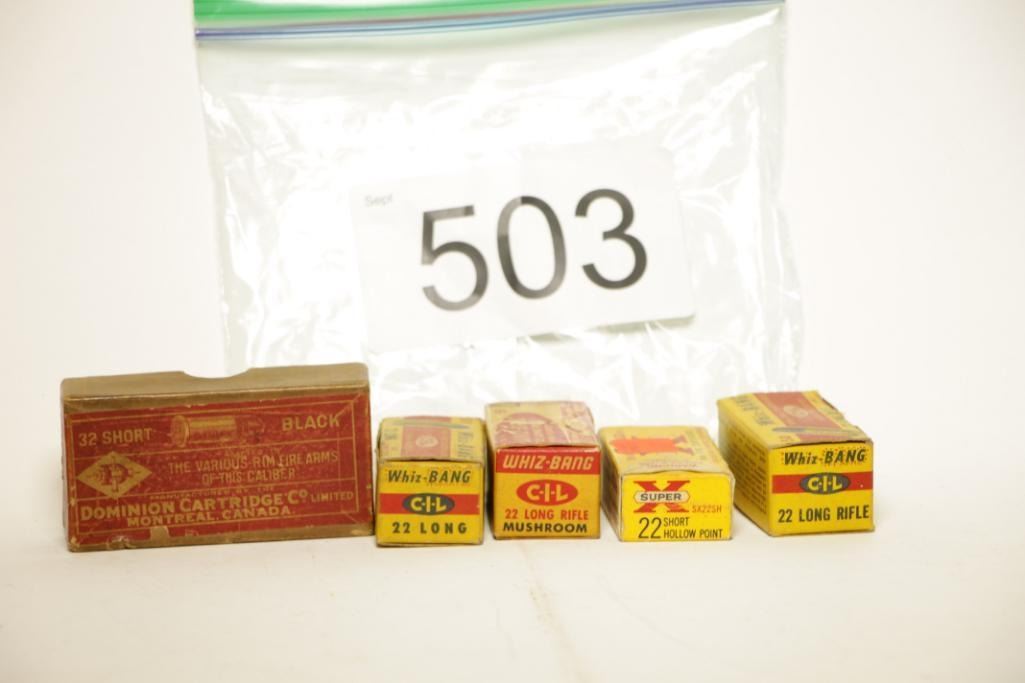 Sept
503
32 SHORT BLACK
THE VARIOUS RIM FIRE ARMS
OF THIS CALIBER
MANUFACTURED BY
DOMINION CARTRIDGE Co LIMITED
MONTREAL, CANADA.
Whiz-BANG
C-I-L
22 LONG
WHIZ-BANG
C-I-L
22 LONG RIFLE
MUSHROOM
SUPER X
SX22SH
22 SHORT
HOLLOW POINT
Whiz-BANG
C-I-L
22 LONG RIFLE